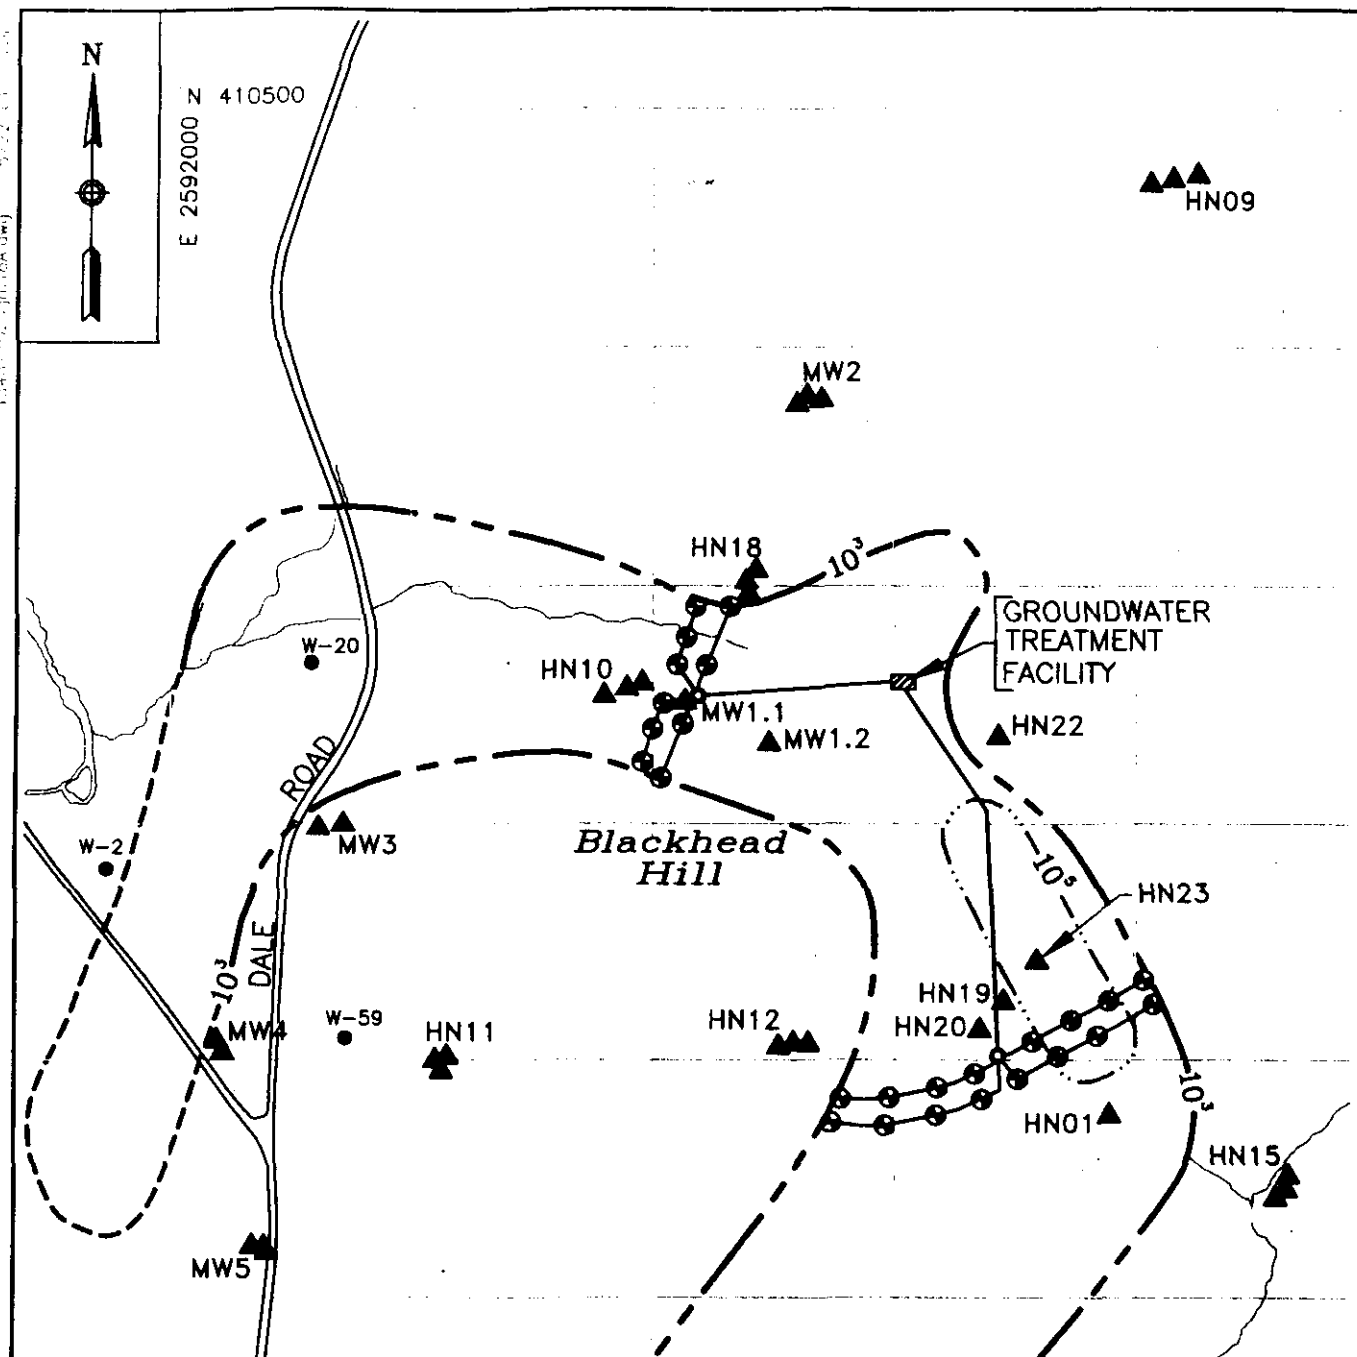 N
N 410500
E 2592000
HN09
MW2
HN18
10³
GROUNDWATER
TREATMENT
FACILITY
W-20
HN10
MW1.1
MW1.2
HN22
ROAD
MW3
Blackhead
Hill
W-2
10⁵
HN23
DALE
10³
HN19
HN20
MW4
W-59
HN11
HN12
10³
HN01
HN15
MW5